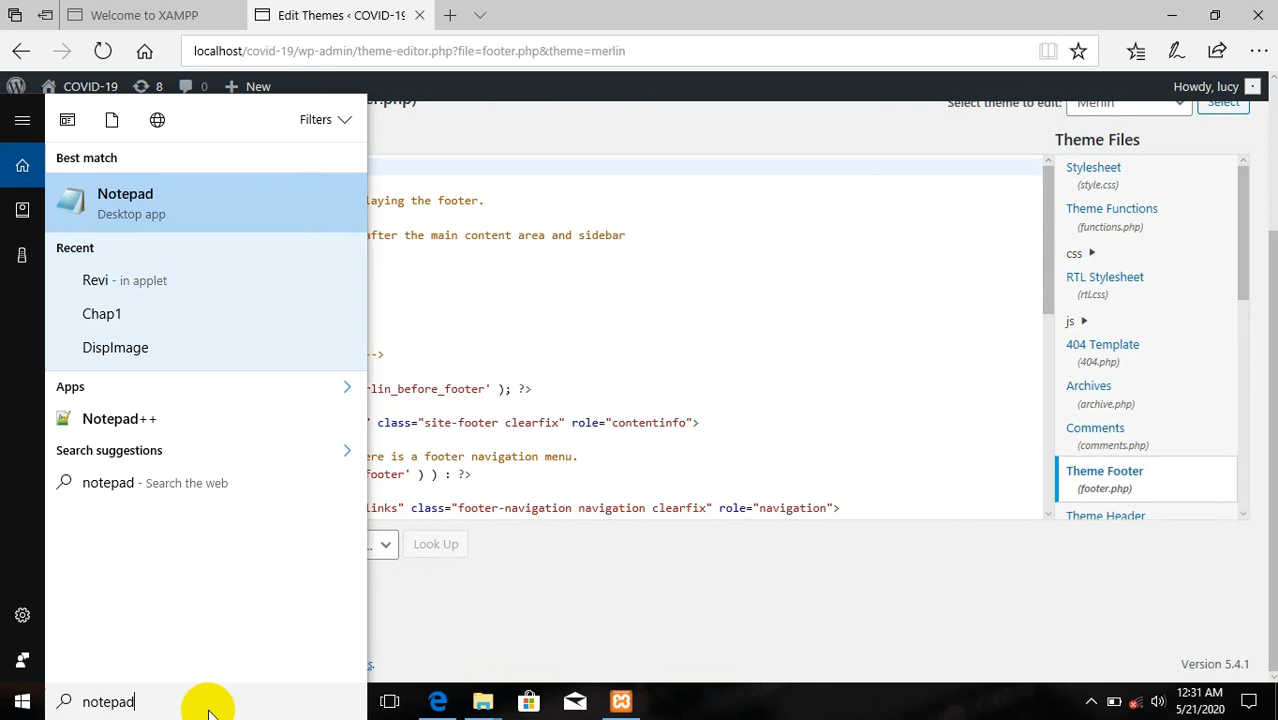 Welcome to XAMPP
Edit Themes ‹ COVID-19
localhost/covid-19/wp-admin/theme-editor.php?file=footer.php&theme=merlin
COVID-19
8
0
New
Howdy, lucy
Filters
Select theme to edit:
Merlin
Select
Best match
Notepad
Desktop app
Recent
Revi - in applet
Chap1
DispImage
Apps
Notepad++
Search suggestions
notepad - Search the web
laying the footer.
after the main content area and sidebar
-->
rlin_before_footer' ); ?>
" class="site-footer clearfix" role="contentinfo">
ere is a footer navigation menu.
footer' ) ) : ?>
links" class="footer-navigation navigation clearfix" role="navigation">
Look Up
Theme Files
Stylesheet
(style.css)
Theme Functions
(functions.php)
css
RTL Stylesheet
(rtl.css)
js
404 Template
(404.php)
Archives
(archive.php)
Comments
(comments.php)
Theme Footer
(footer.php)
Theme Header
Version 5.4.1
notepad
12:31 AM
5/21/2020